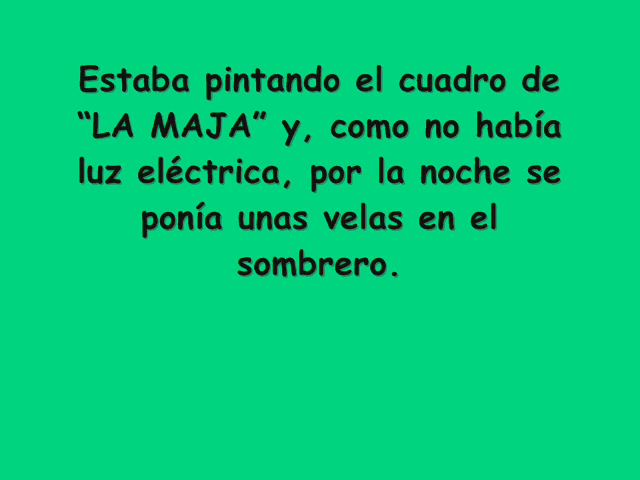 Estaba pintando el cuadro de
“LA MAJA” y, como no había
luz eléctrica, por la noche se
ponía unas velas en el
sombrero.